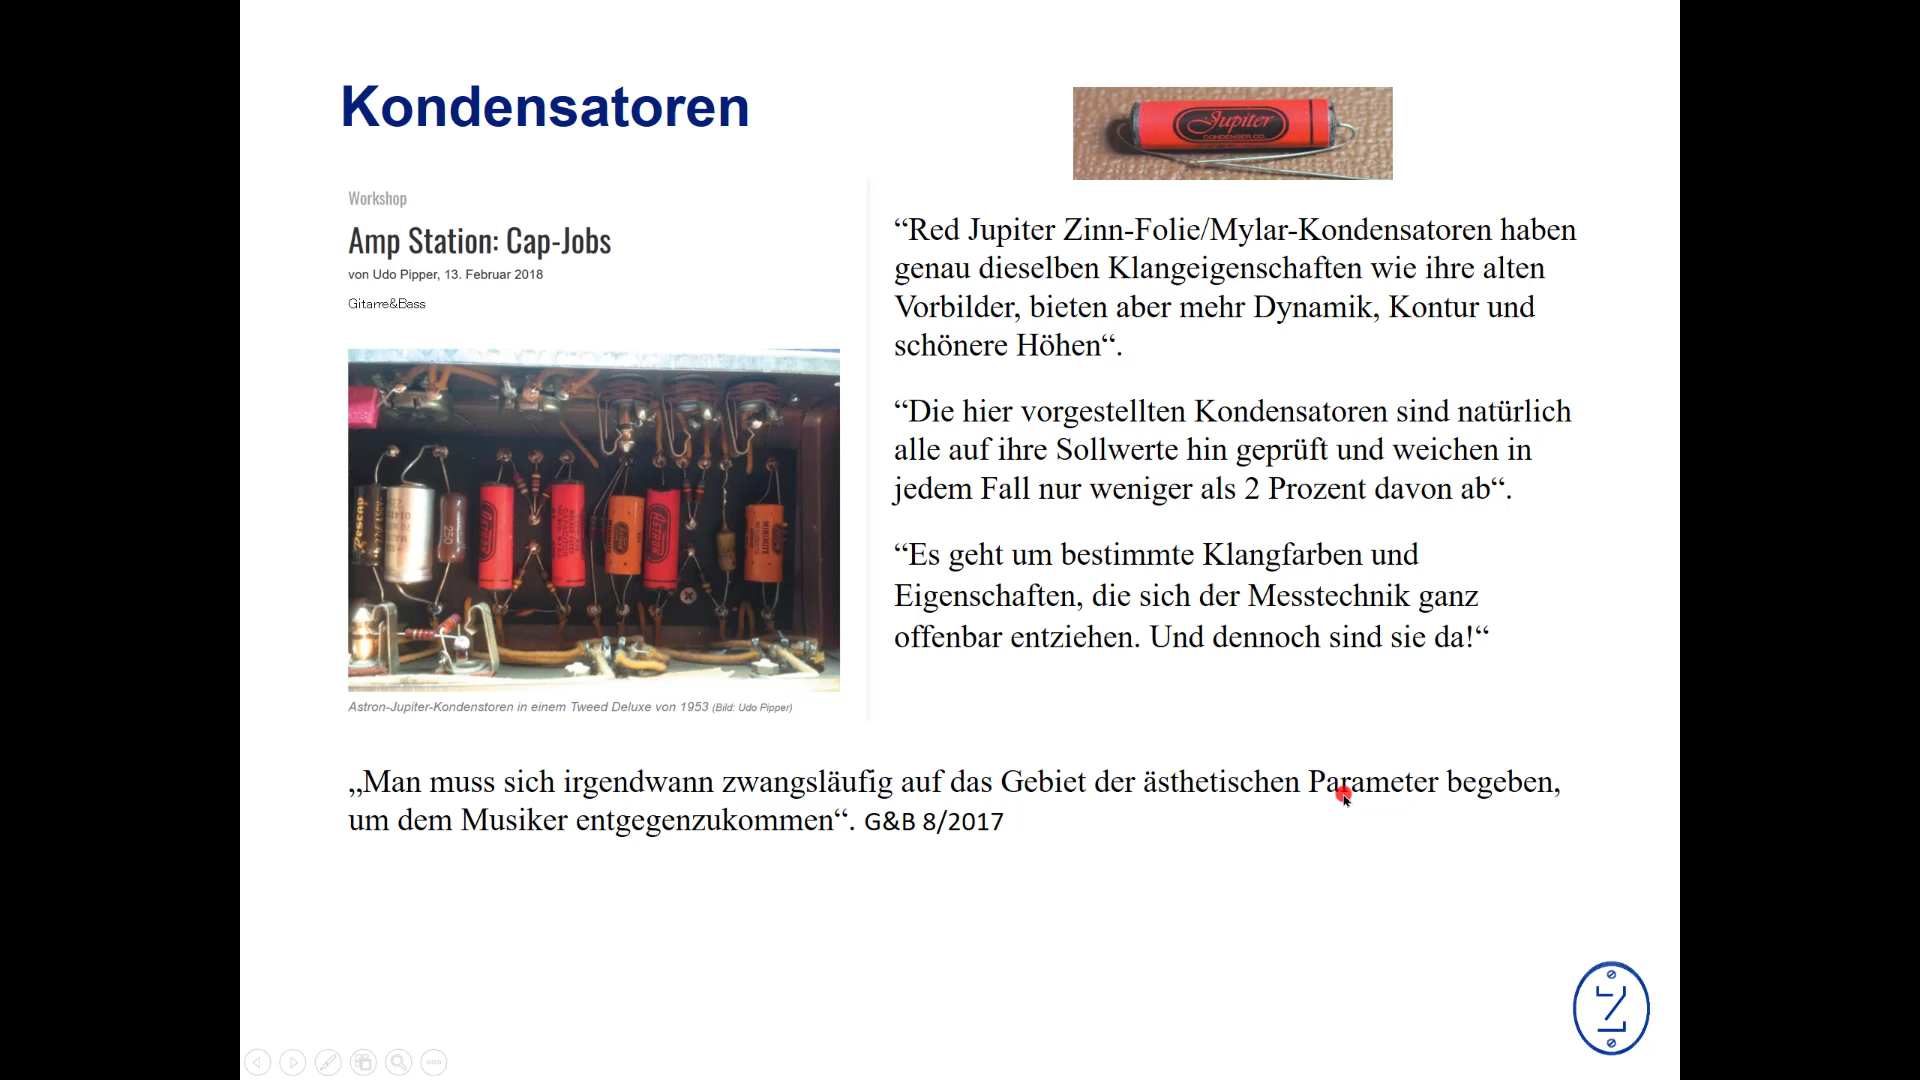 Kondensatoren
Jupiter
CONDENSER CO.
Workshop
Amp Station: Cap-Jobs
von Udo Pipper, 13. Februar 2018
Gitarre&Bass
“Red Jupiter Zinn-Folie/Mylar-Kondensatoren haben
genau dieselben Klangeigenschaften wie ihre alten
Vorbilder, bieten aber mehr Dynamik, Kontur und
schönere Höhen“.
“Die hier vorgestellten Kondensatoren sind natürlich
alle auf ihre Sollwerte hin geprüft und weichen in
jedem Fall nur weniger als 2 Prozent davon ab“.
“Es geht um bestimmte Klangfarben und
Eigenschaften, die sich der Messtechnik ganz
offenbar entziehen. Und dennoch sind sie da!“
ASTRON
ASTRON
Astron-Jupiter-Kondenstoren in einem Tweed Deluxe von 1953 (Bild: Udo Pipper)
„Man muss sich irgendwann zwangsläufig auf das Gebiet der ästhetischen Parameter begeben,
um dem Musiker entgegenzukommen“. G&B 8/2017